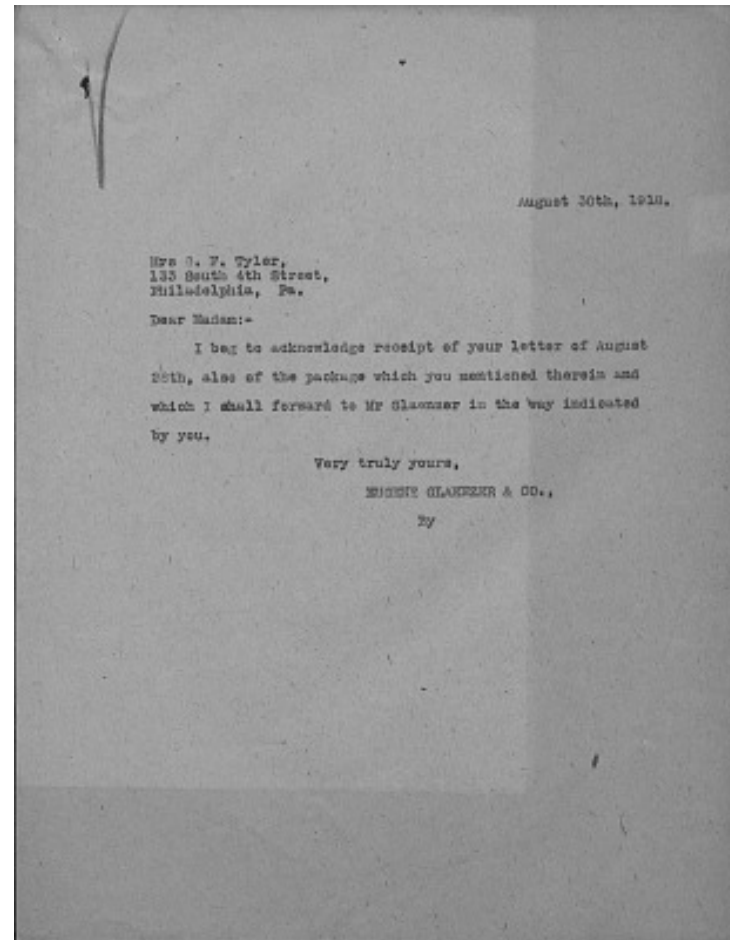 August 30th, 191
Mrs F. Tyler,
133 South 4th Street,
Philadelphia, Pa.
Dear Madam:-
I beg to acknowledge receipt of your letter of August
28th, also of the package which you mentioned therein and
which I shall forward to Mr Glaenzer in the way indicated
by you.
Very truly yours,
EUGENE GLAENZER & CO.,
By